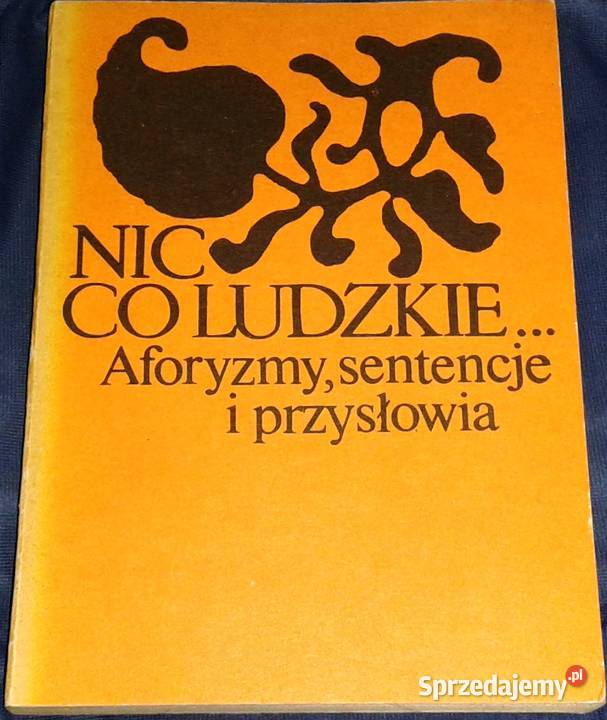 NIC
CO LUDZKIE...
Aforyzmy, sentencje
i przysłowia
Sprzedajemy.pl